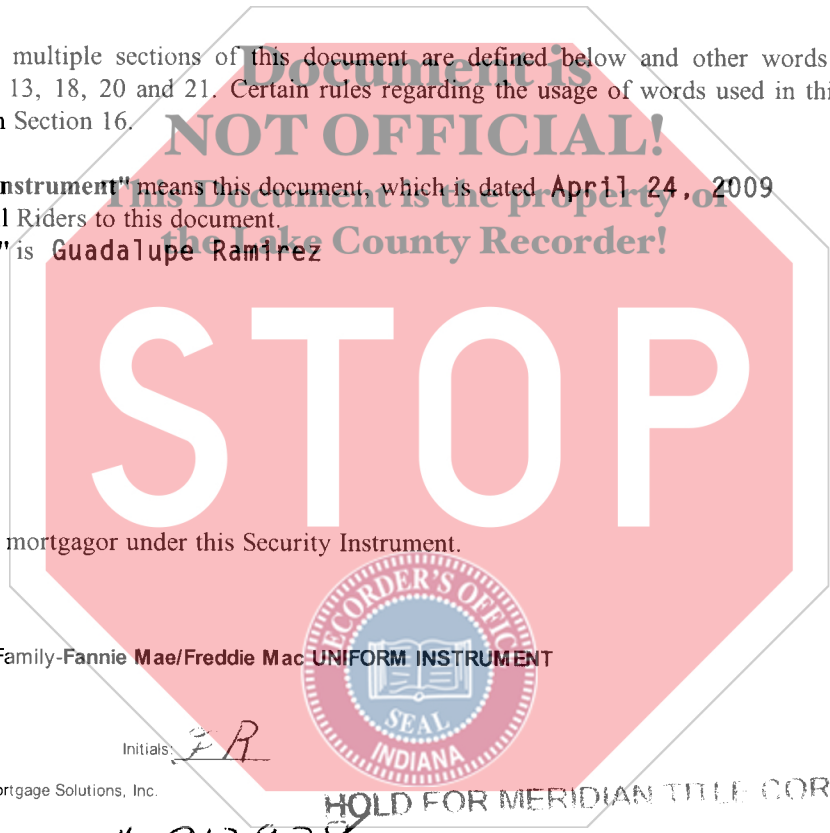 multiple sections of this document are defined below and other words
Document is
13, 18, 20 and 21. Certain rules regarding the usage of words used in thi
n Section 16.
NOT OFFICIAL!
nstrument" means this document, which is dated April 24, 2009
This Document is the property of
l Riders to this document.
" is Guadalupe Ramirez
the Lake County Recorder!
STOP
mortgagor under this Security Instrument.
RECORDER'S OFFIC
Family-Fannie Mae/Freddie Mac UNIFORM INSTRUMENT
SEAL
INDIANA
Initials: R
ortgage Solutions, Inc.
HOLD FOR MERIDIAN TITLE COR